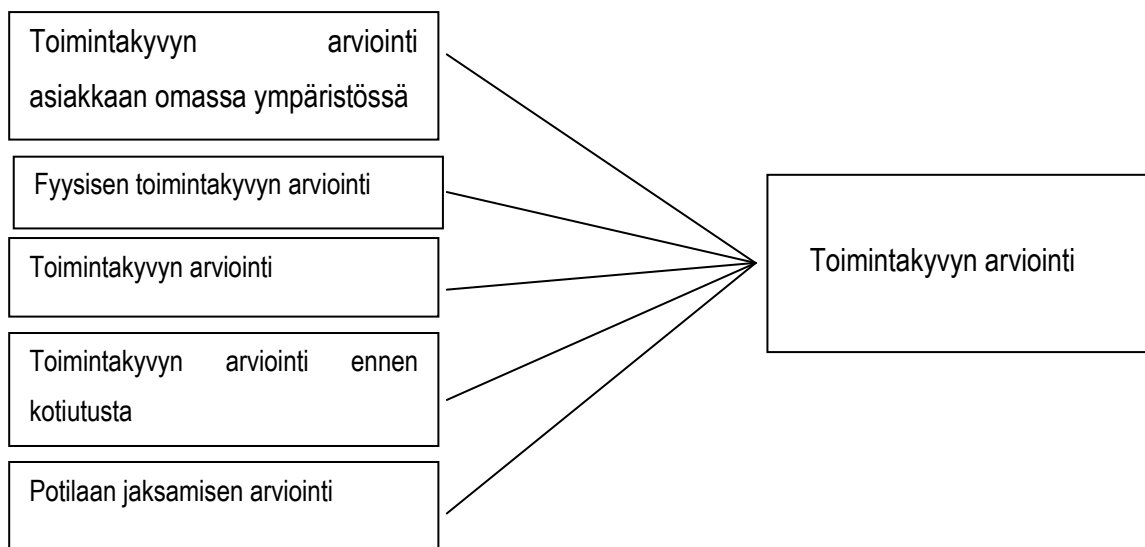 Toimintakyvyn arviointi
asiakkaan omassa ympäristössä
Fyysisen toimintakyvyn arviointi
Toimintakyvyn arviointi
Toimintakyvyn arviointi ennen
kotiutusta
Potilaan jaksamisen arviointi
Toimintakyvyn arviointi